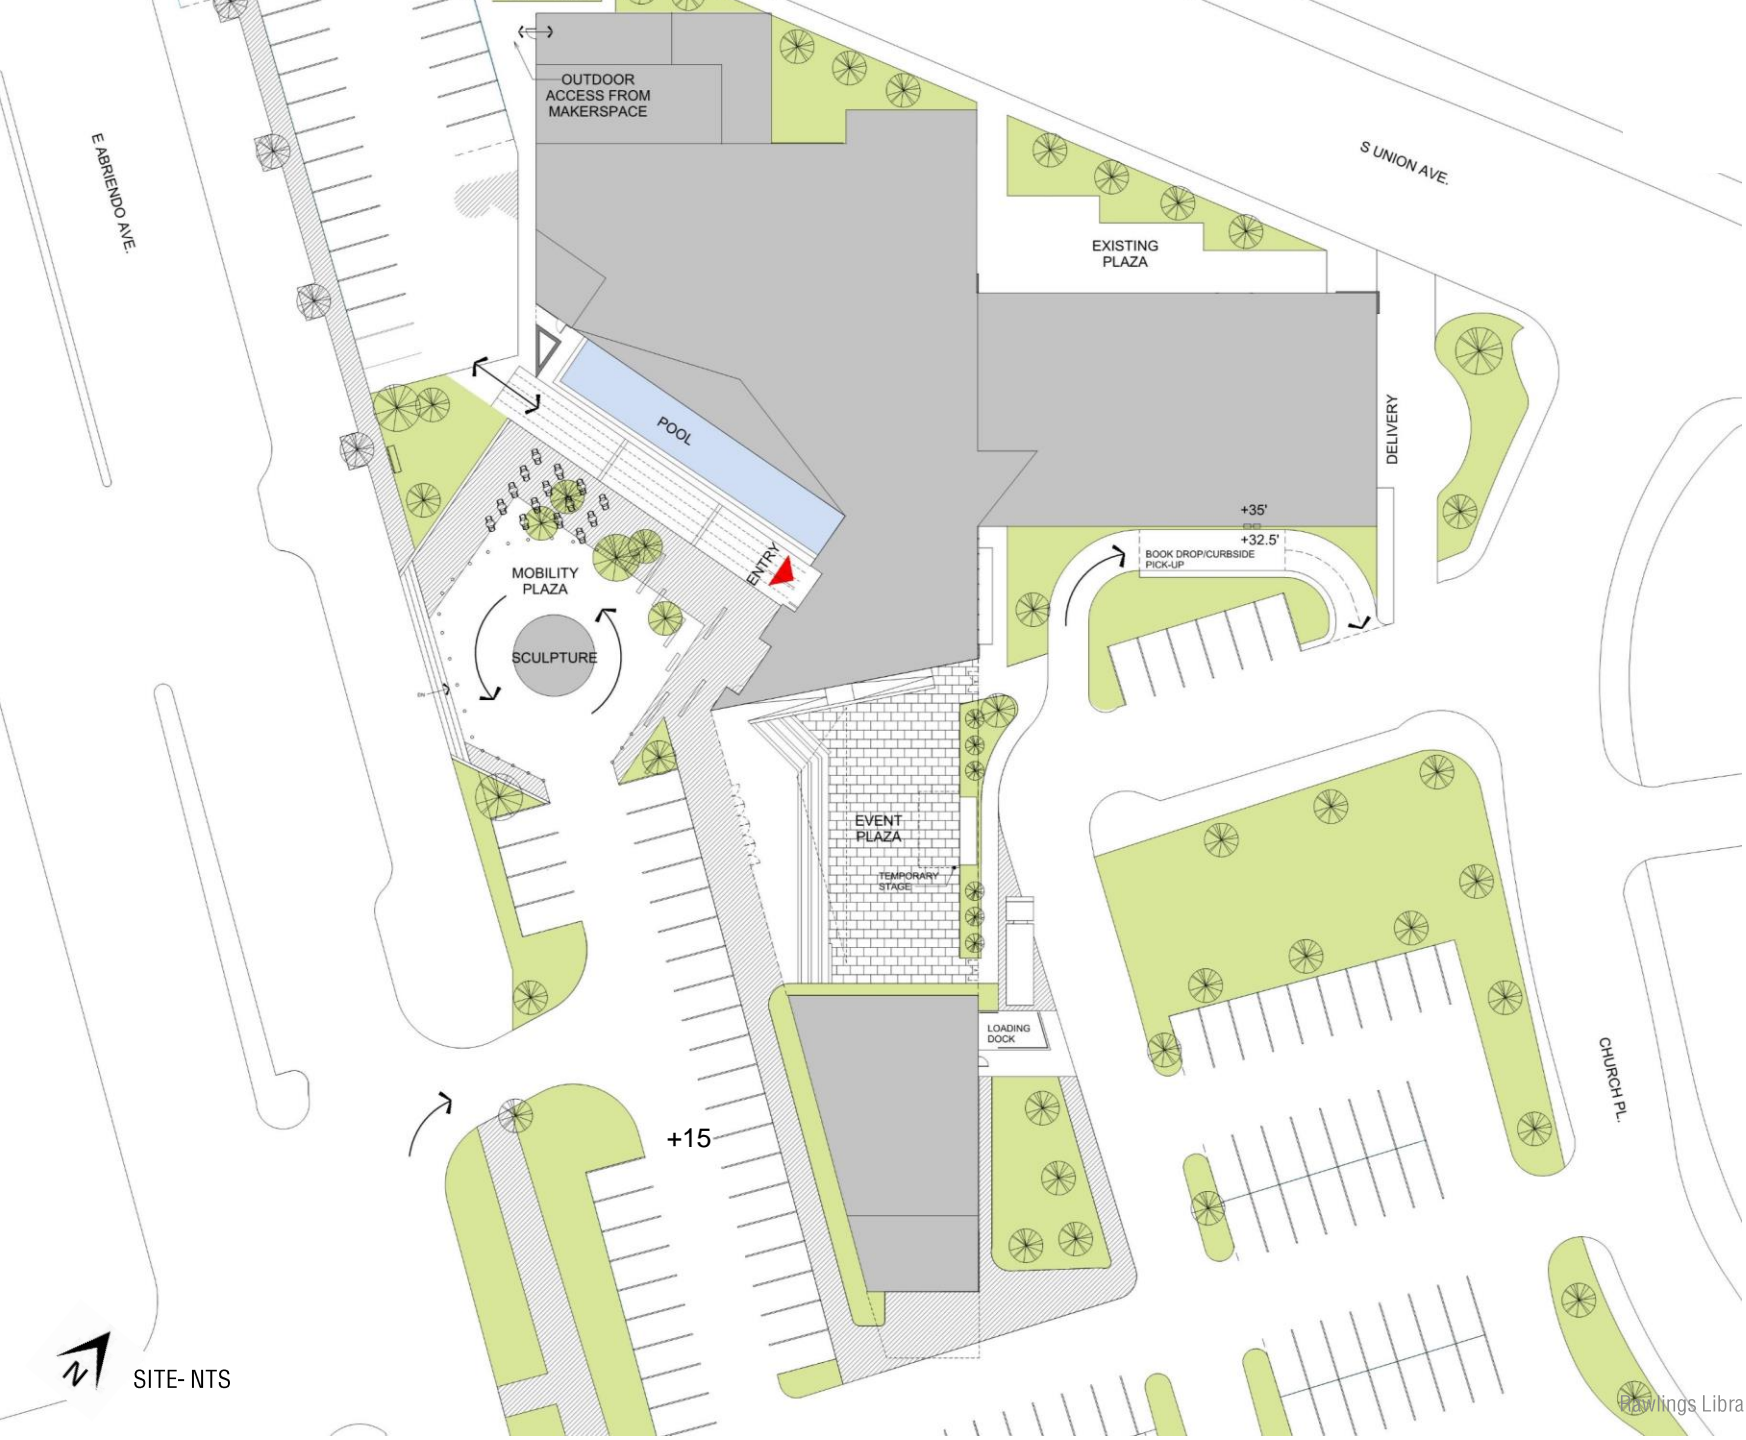 OUTDOOR
ACCESS FROM
MAKERSPACE
E ABRIENDO AVE.
S UNION AVE.
EXISTING
PLAZA
POOL
DELIVERY
+35'
+32.5'
BOOK DROP/CURBSIDE
PICK-UP
ENTRY
MOBILITY
PLAZA
SCULPTURE
DN
EVENT
PLAZA
TEMPORARY
STAGE
LOADING
DOCK
CHURCH PL.
+15
N
SITE- NTS
Rawlings Libra